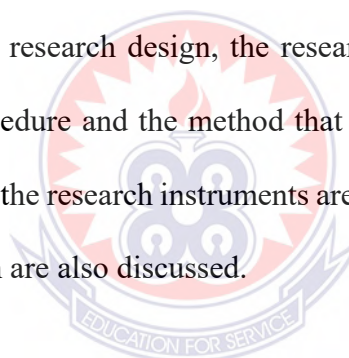 research design, the resear
edure and the method that
the research instruments are
are also discussed.
EDUCATION FOR SERVICE